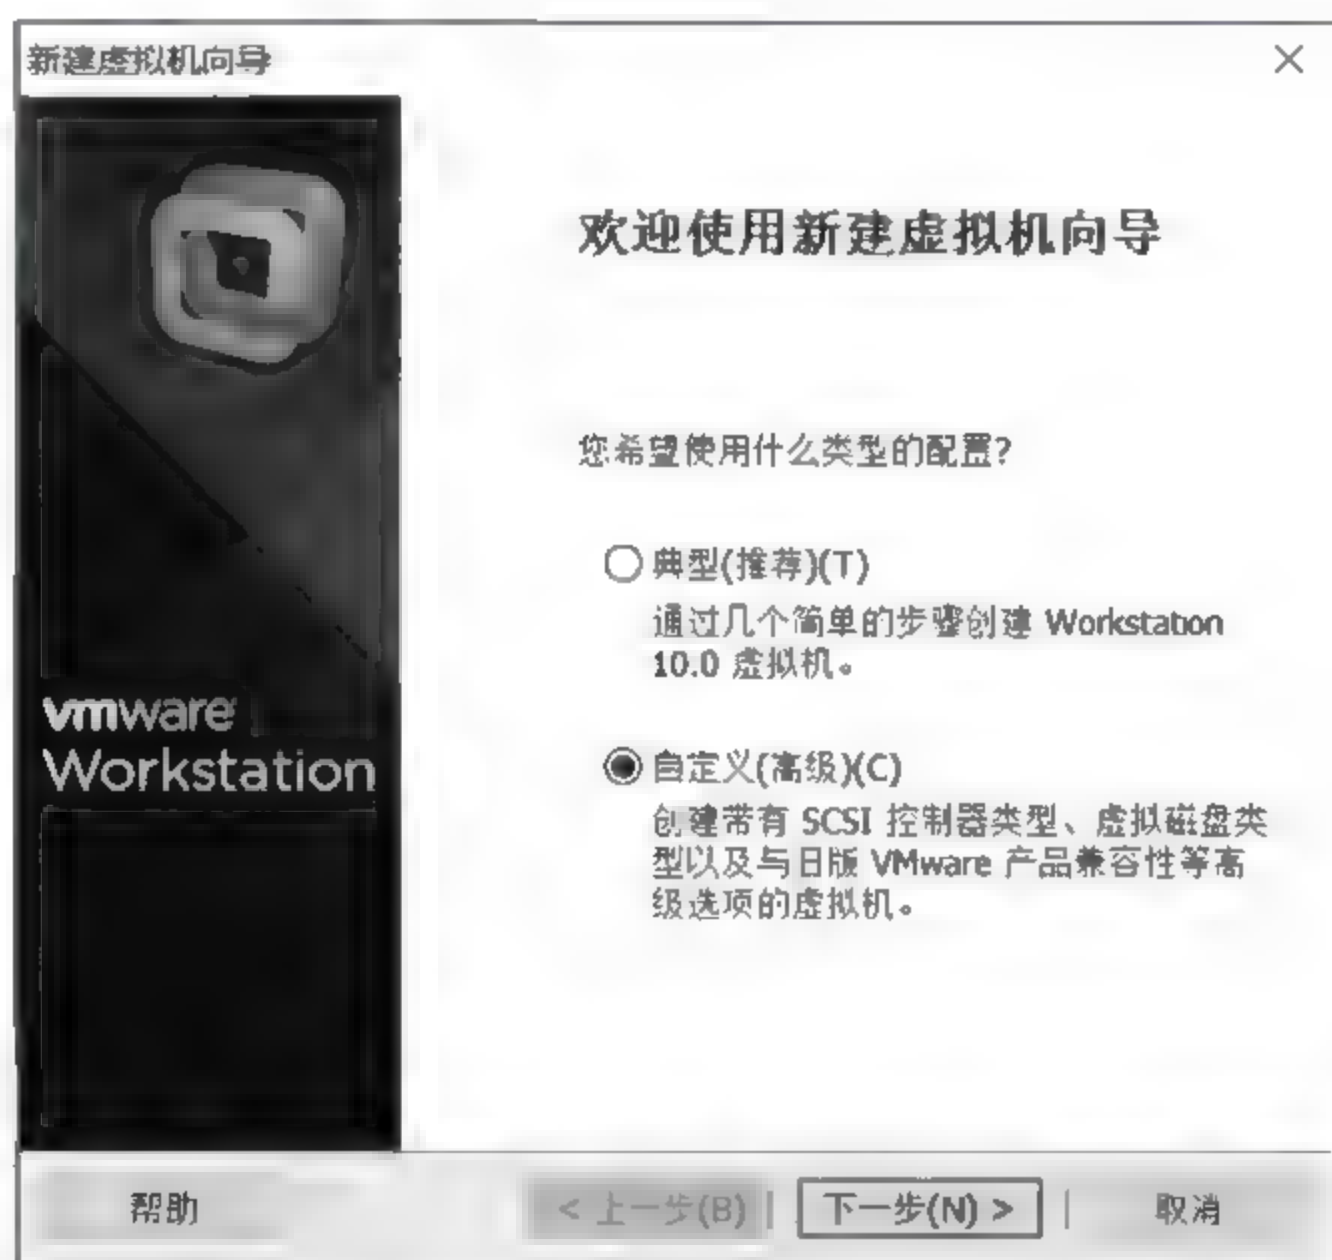 新建虚拟机向导
欢迎使用新建虚拟机向导
您希望使用什么类型的配置?
典型(推荐)(T)
通过几个简单的步骤创建 Workstation
10.0 虚拟机。
自定义(高级)(C)
创建带有 SCSI 控制器类型、虚拟磁盘类
型以及与旧版 VMware 产品兼容性等高
级选项的虚拟机。
vmware
Workstation
帮助
< 上一步(B)
下一步(N) >
取消